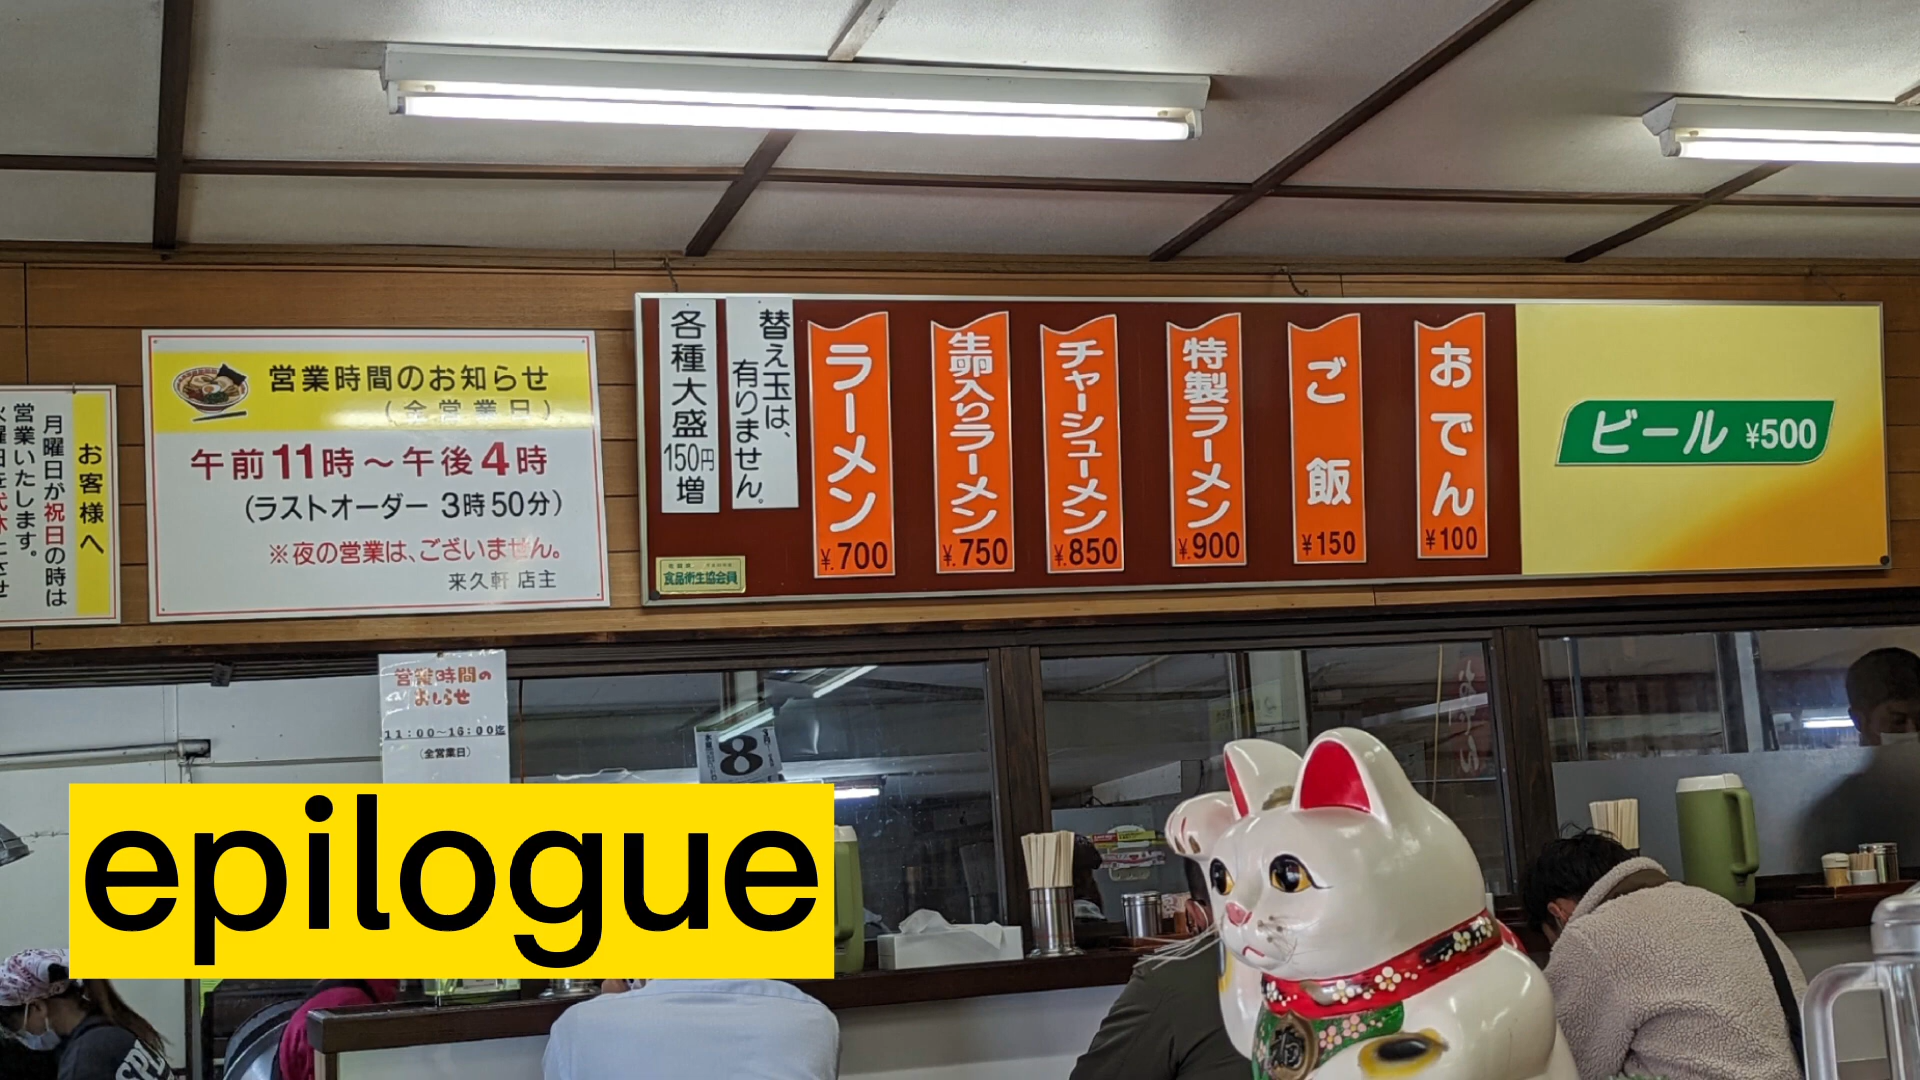 お客様へ
月曜日が祝日の時は
営業いたします。
営業時間のお知らせ
(全営業日)
午前11時~午後4時
(ラストオーダー 3時50分)
※夜の営業は、ございません。
来久軒 店主
各種大盛150円増
替え玉は、
有りません。
ラーメン ¥.700
生卵入りラーメン ¥.750
チャーシューメン ¥.850
特製ラーメン ¥.900
ご飯 ¥150
おでん ¥100
ビール ¥500
食品衛生協会員
営業時間の
おしらせ
11:00~16:00迄
(全営業日)
8
epilogue